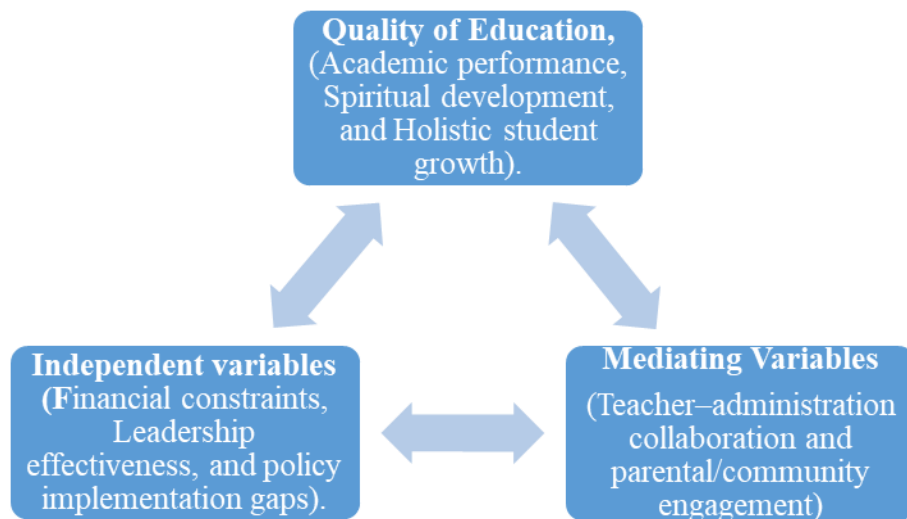 Quality of Education,
(Academic performance,
Spiritual development,
and Holistic student
growth).
Independent variables
(Financial constraints,
Leadership
effectiveness, and policy
implementation gaps).
Mediating Variables
(Teacher–administration
collaboration and
parental/community
engagement)